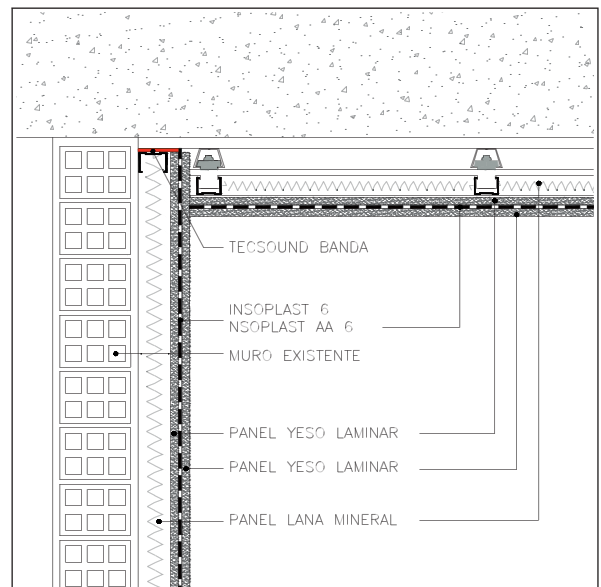 TECSOUND BANDA
INSOPLAST 6
NSOPLAST AA 6
MURO EXISTENTE
PANEL YESO LAMINAR
PANEL YESO LAMINAR
PANEL LANA MINERAL